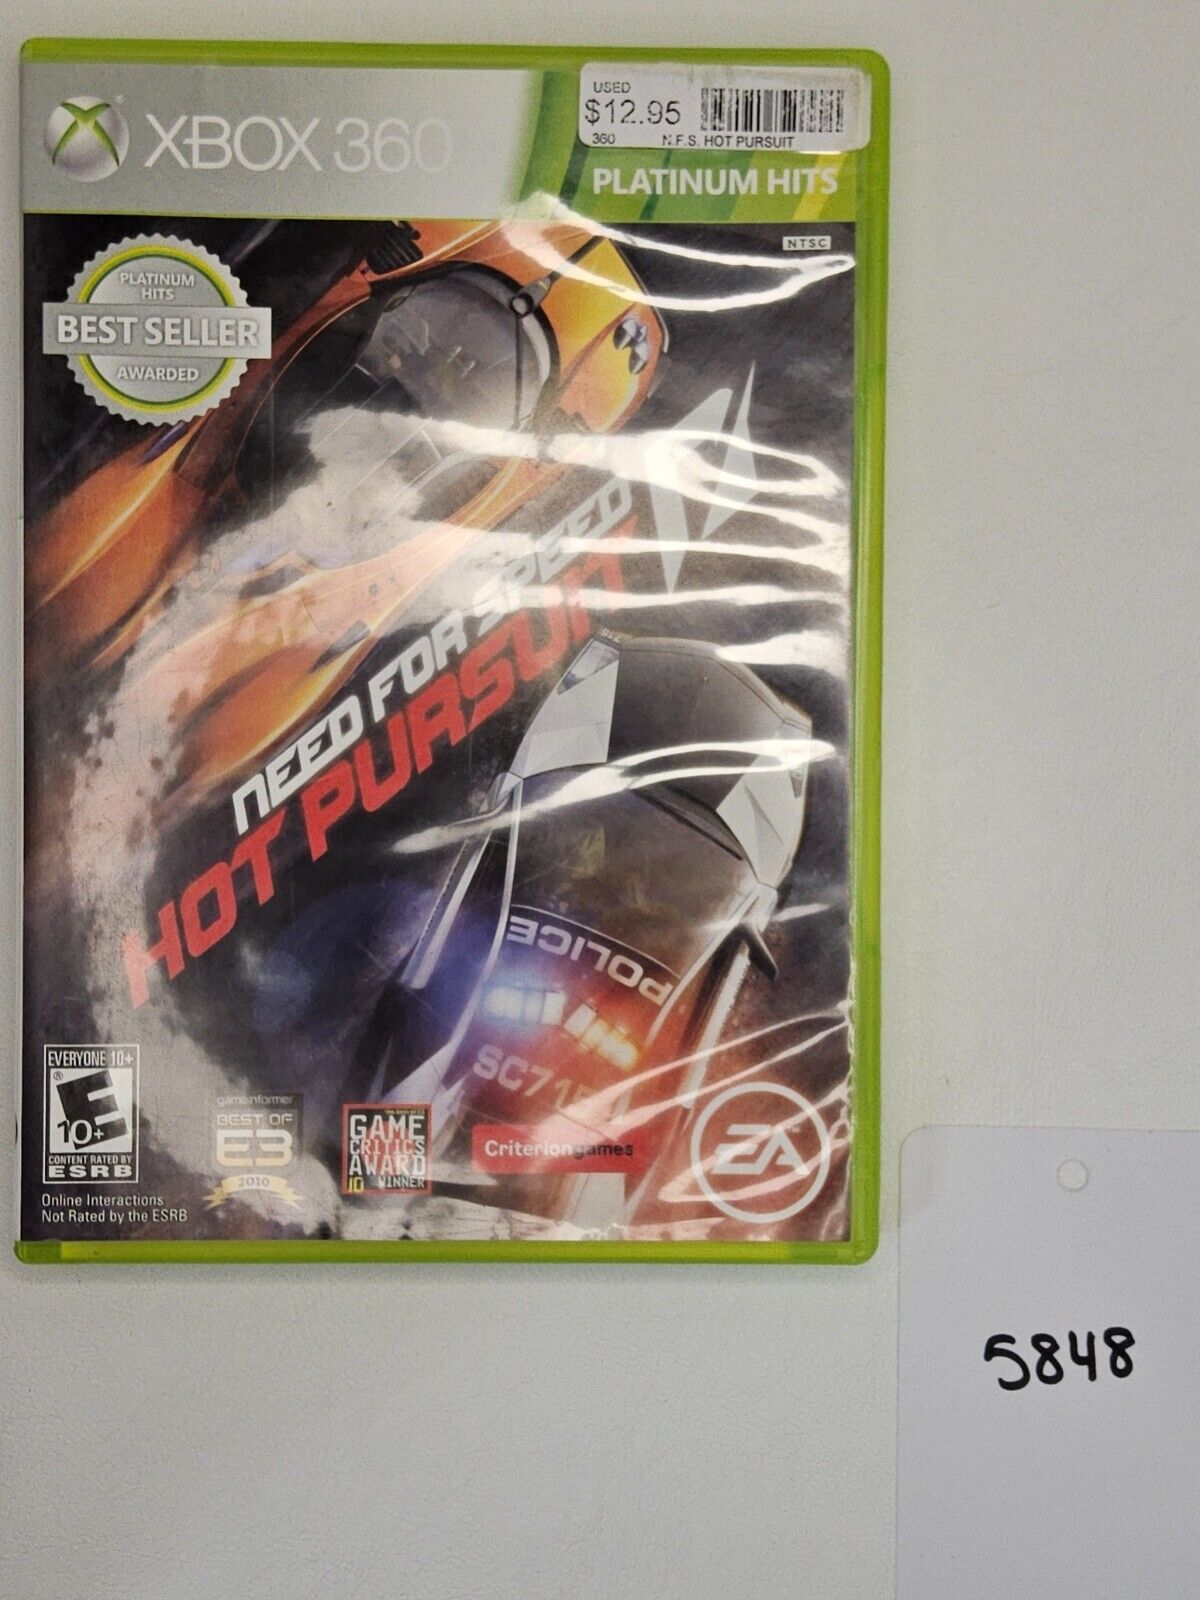 XBOX 360
USED
$12.95
360 N.F.S. HOT PURSUIT
PLATINUM HITS
NTSC
PLATINUM
HITS
BEST SELLER
AWARDED
NEED FOR SPEED
HOT PURSUIT
POLICE
SC71
EVERYONE 10+
E
10+
CONTENT RATED BY
ESRB
Online Interactions
Not Rated by the ESRB
gameinformer
BEST OF
E3
2010
GAME
CRITICS
AWARD
10 WINNER
Criteriongames
EA
5848